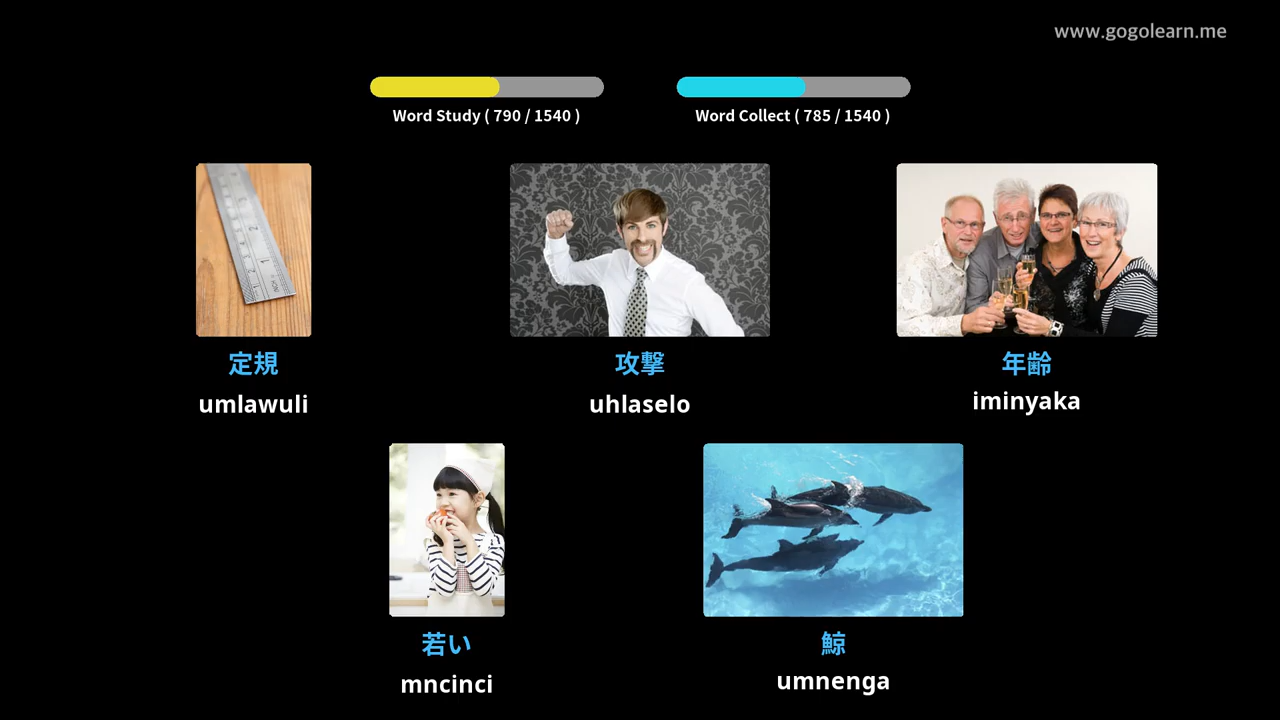 www.gogolearn.me
Word Study ( 790 / 1540 )
Word Collect ( 785 / 1540 )
定規
umlawuli
攻撃
uhlaselo
年齢
iminyaka
若い
mncinci
鯨
umnenga